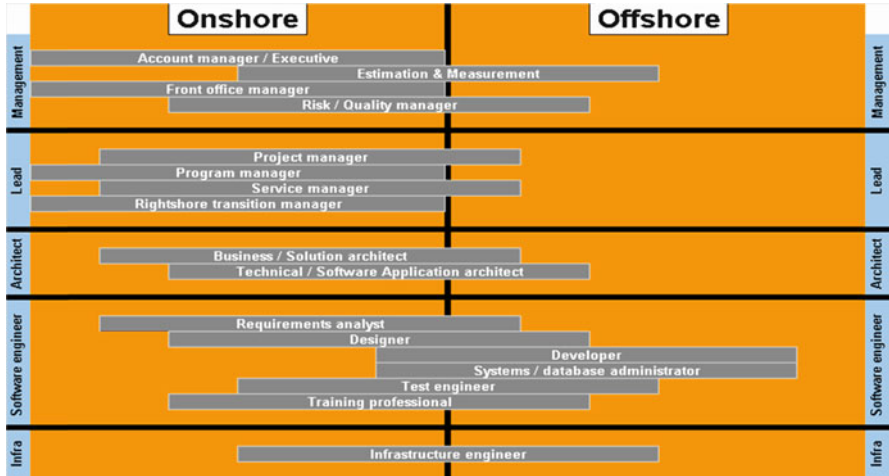 Onshore Offshore
Management Management
Account manager / Executive
Estimation & Measurement
Front office manager
Risk / Quality manager
Lead Lead
Project manager
Program manager
Service manager
Rightshore transition manager
Architect Architect
Business / Solution architect
Technical / Software Application architect
Software engineer Software engineer
Requirements analyst
Designer
Developer
Systems / database administrator
Test engineer
Training professional
Infra Infra
Infrastructure engineer